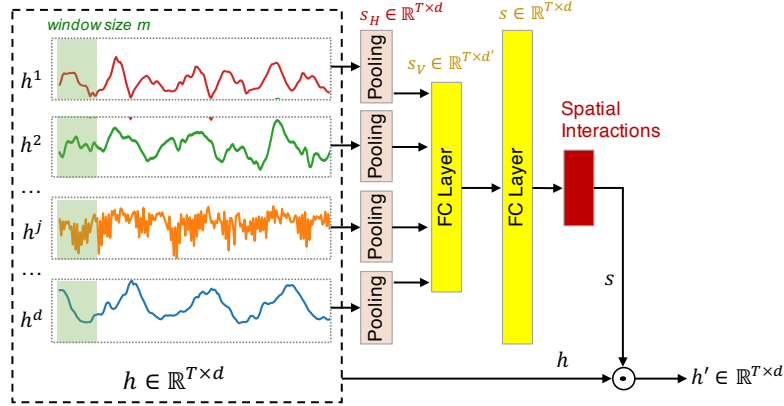 window size m
s_H ∈ ℝ^{T×d}
s ∈ ℝ^{T×d}
s_V ∈ ℝ^{T×d'}
h^1
h^2
...
h^j
...
h^d
Pooling
Pooling
Pooling
Pooling
FC Layer
FC Layer
Spatial
Interactions
s
h ∈ ℝ^{T×d}
h
h' ∈ ℝ^{T×d}